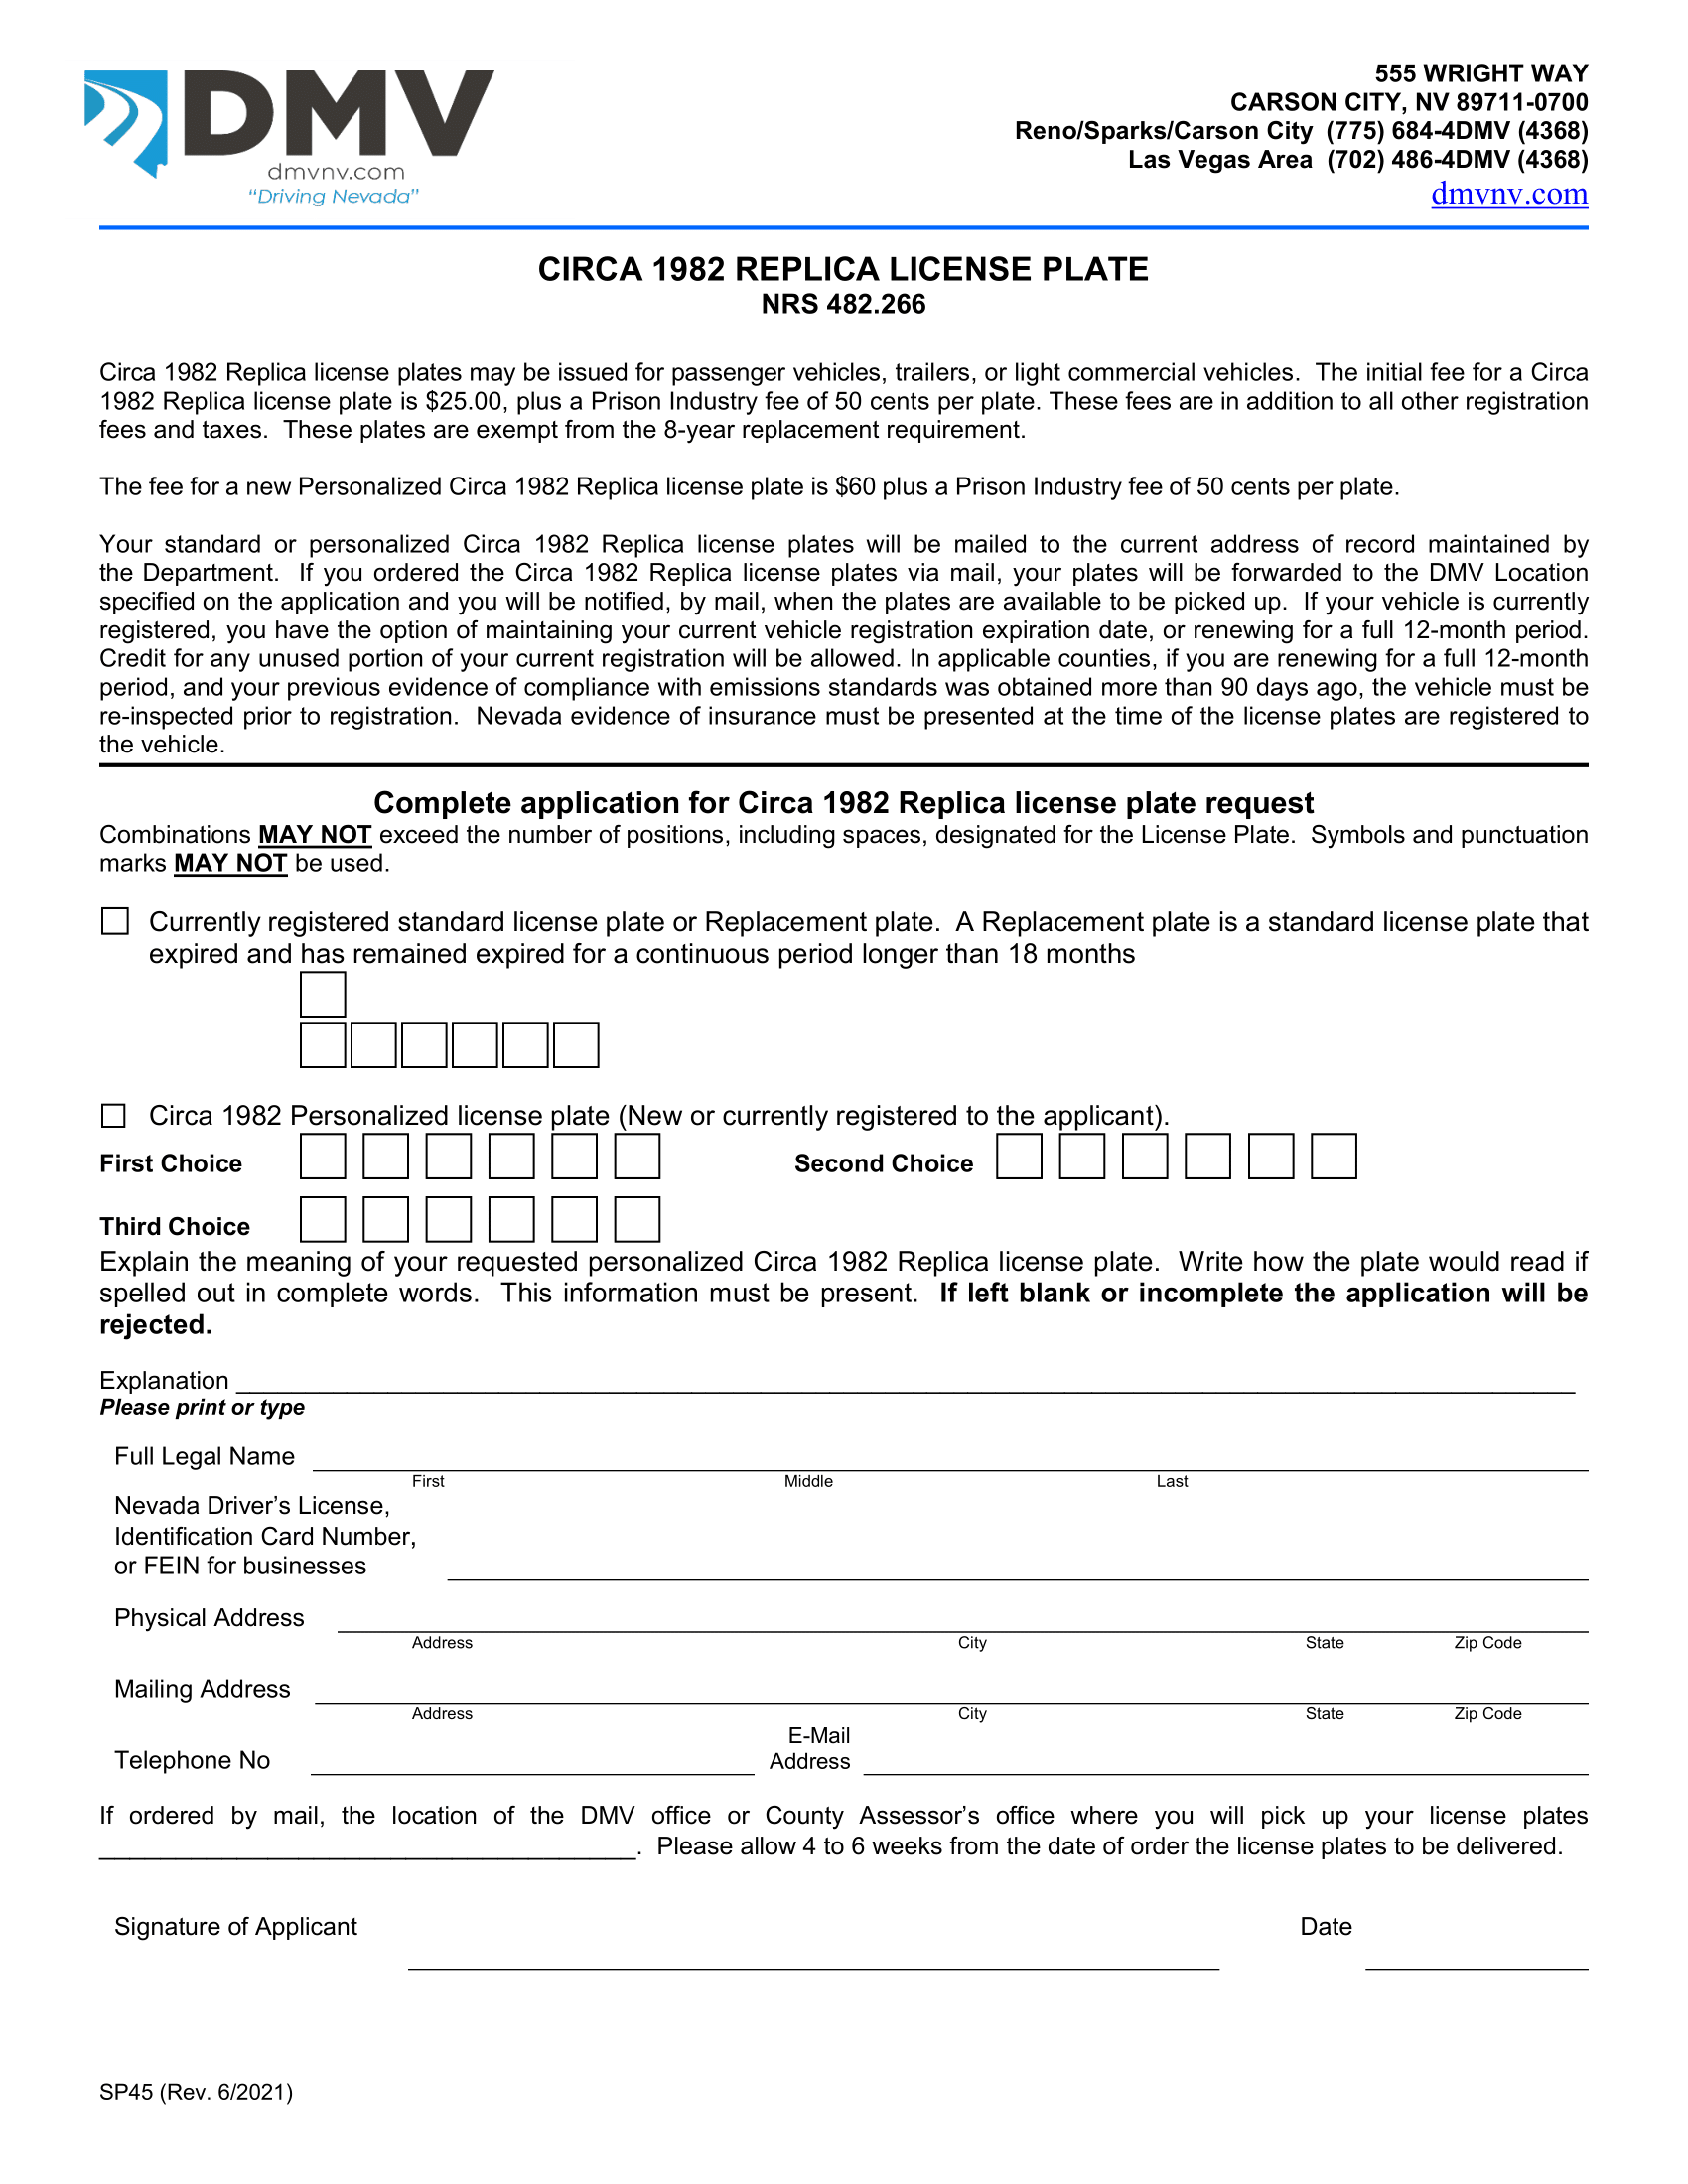 DMV
dmvnv.com
“Driving Nevada”
555 WRIGHT WAY
CARSON CITY, NV 89711-0700
Reno/Sparks/Carson City (775) 684-4DMV (4368)
Las Vegas Area (702) 486-4DMV (4368)
dmvnv.com
CIRCA 1982 REPLICA LICENSE PLATE
NRS 482.266
Circa 1982 Replica license plates may be issued for passenger vehicles, trailers, or light commercial vehicles. The initial fee for a Circa
1982 Replica license plate is $25.00, plus a Prison Industry fee of 50 cents per plate. These fees are in addition to all other registration
fees and taxes. These plates are exempt from the 8-year replacement requirement.
The fee for a new Personalized Circa 1982 Replica license plate is $60 plus a Prison Industry fee of 50 cents per plate.
Your standard or personalized Circa 1982 Replica license plates will be mailed to the current address of record maintained by
the Department. If you ordered the Circa 1982 Replica license plates via mail, your plates will be forwarded to the DMV Location
specified on the application and you will be notified, by mail, when the plates are available to be picked up. If your vehicle is currently
registered, you have the option of maintaining your current vehicle registration expiration date, or renewing for a full 12-month period.
Credit for any unused portion of your current registration will be allowed. In applicable counties, if you are renewing for a full 12-month
period, and your previous evidence of compliance with emissions standards was obtained more than 90 days ago, the vehicle must be
re-inspected prior to registration. Nevada evidence of insurance must be presented at the time of the license plates are registered to
the vehicle.
Complete application for Circa 1982 Replica license plate request
Combinations MAY NOT exceed the number of positions, including spaces, designated for the License Plate. Symbols and punctuation
marks MAY NOT be used.
Currently registered standard license plate or Replacement plate. A Replacement plate is a standard license plate that
expired and has remained expired for a continuous period longer than 18 months
Circa 1982 Personalized license plate (New or currently registered to the applicant).
First Choice Second Choice
Third Choice
Explain the meaning of your requested personalized Circa 1982 Replica license plate. Write how the plate would read if
spelled out in complete words. This information must be present. If left blank or incomplete the application will be
rejected.
Explanation
Please print or type
Full Legal Name
First Middle Last
Nevada Driver’s License,
Identification Card Number,
or FEIN for businesses
Physical Address
Address City State Zip Code
Mailing Address
Address City State Zip Code
E-Mail
Telephone No Address
If ordered by mail, the location of the DMV office or County Assessor’s office where you will pick up your license plates
. Please allow 4 to 6 weeks from the date of order the license plates to be delivered.
Signature of Applicant Date
SP45 (Rev. 6/2021)